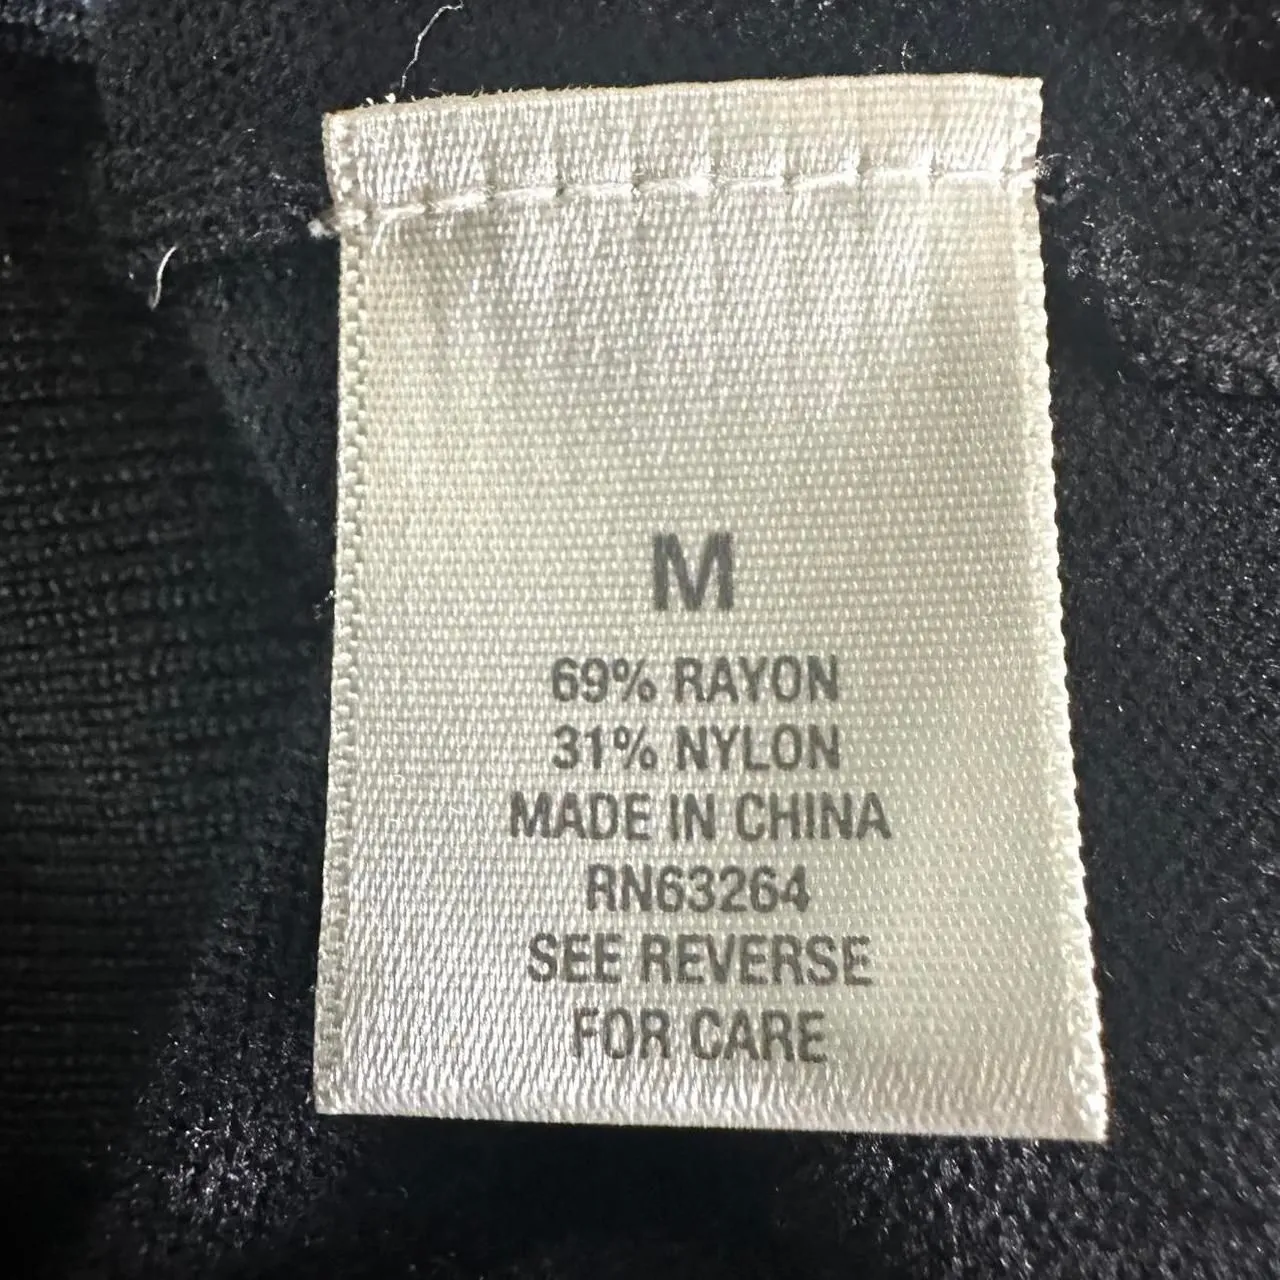 M
69% RAYON
31% NYLON
MADE IN CHINA
RN63264
SEE REVERSE
FOR CARE